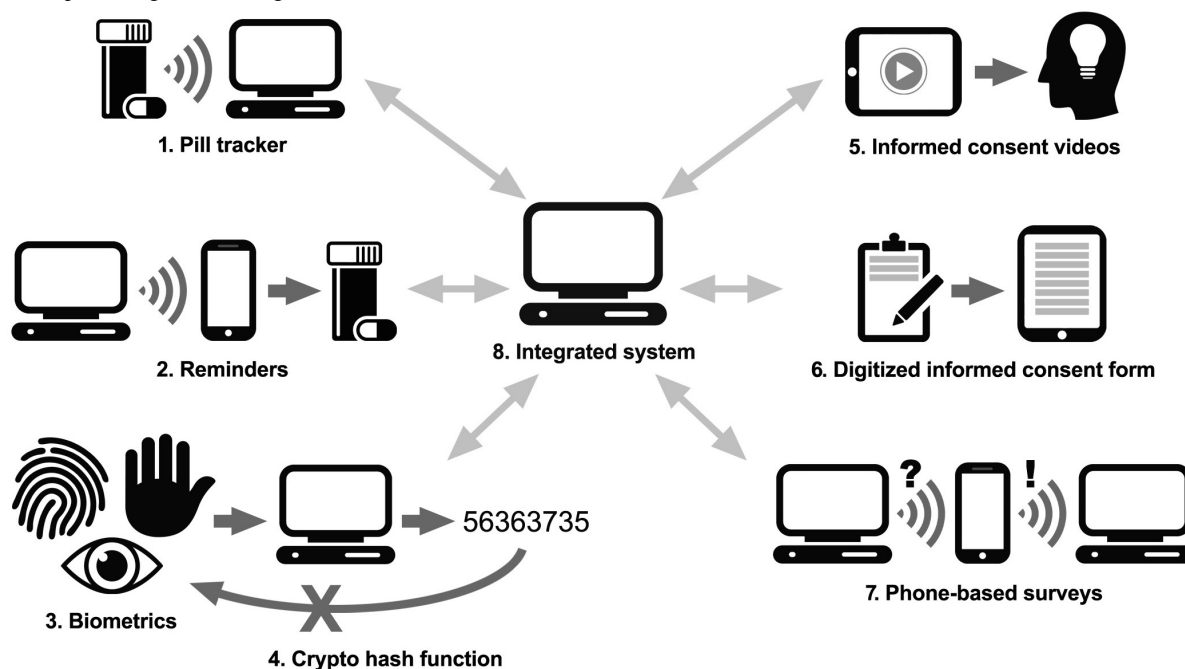 1. Pill tracker
5. Informed consent videos
2. Reminders
8. Integrated system
6. Digitized informed consent form
?
!
56363735
X
3. Biometrics
7. Phone-based surveys
4. Crypto hash function